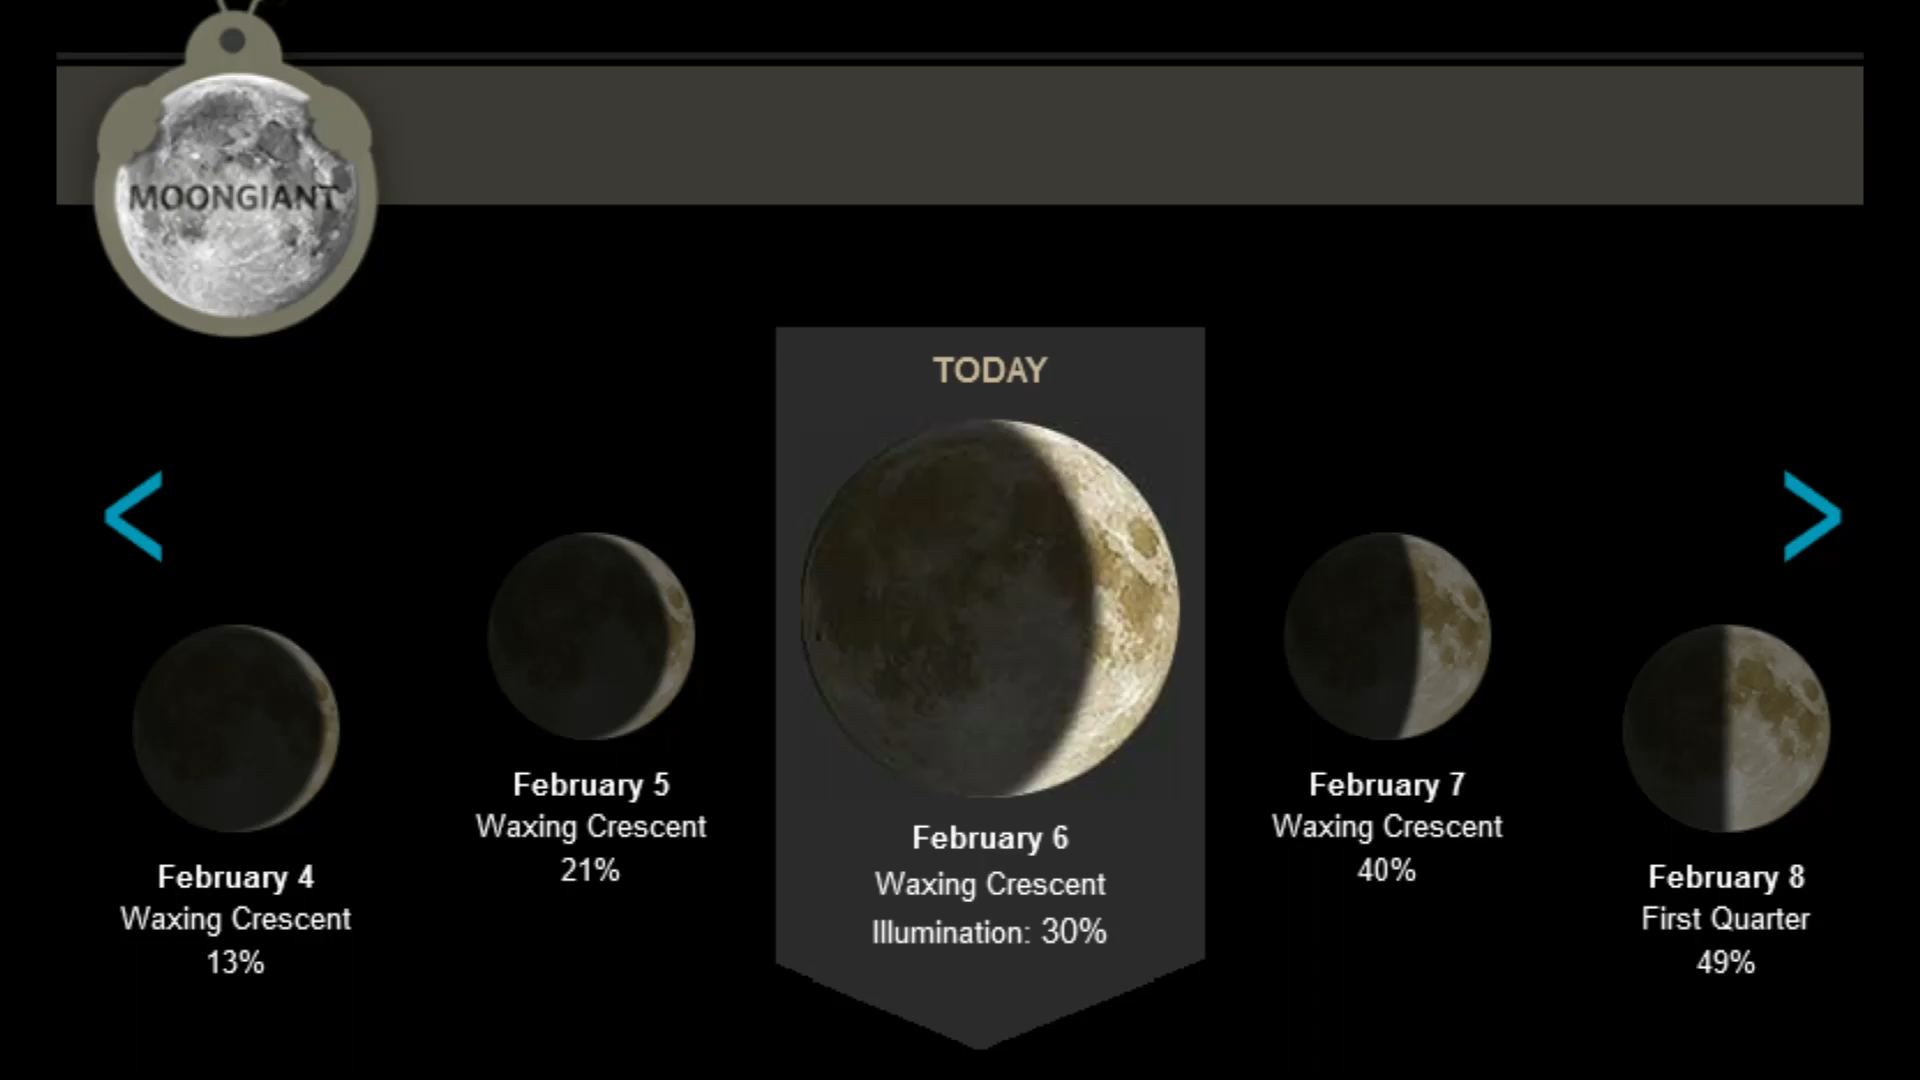 MOONGIANT
TODAY
February 4
Waxing Crescent
13%
February 5
Waxing Crescent
21%
February 6
Waxing Crescent
Illumination: 30%
February 7
Waxing Crescent
40%
February 8
First Quarter
49%